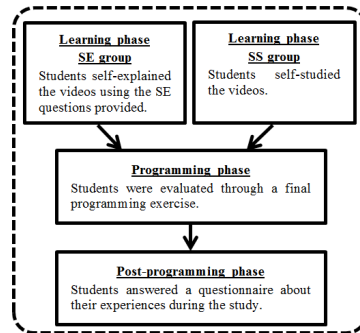 Learning phase
SE group
Students self-explained
the videos using the SE
questions provided.
Learning phase
SS group
Students self-studied
the videos.
Programming phase
Students were evaluated through a final
programming exercise.
Post-programming phase
Students answered a questionnaire about
their experiences during the study.